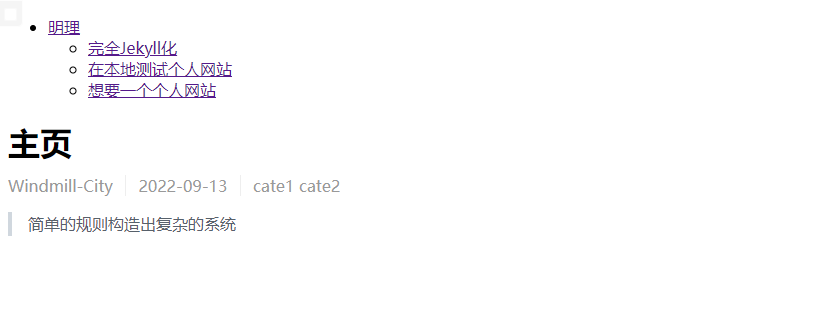 明理
完全Jekyll化
在本地测试个人网站
想要一个个人网站
主页
Windmill-City 2022-09-13 cate1 cate2
简单的规则构造出复杂的系统